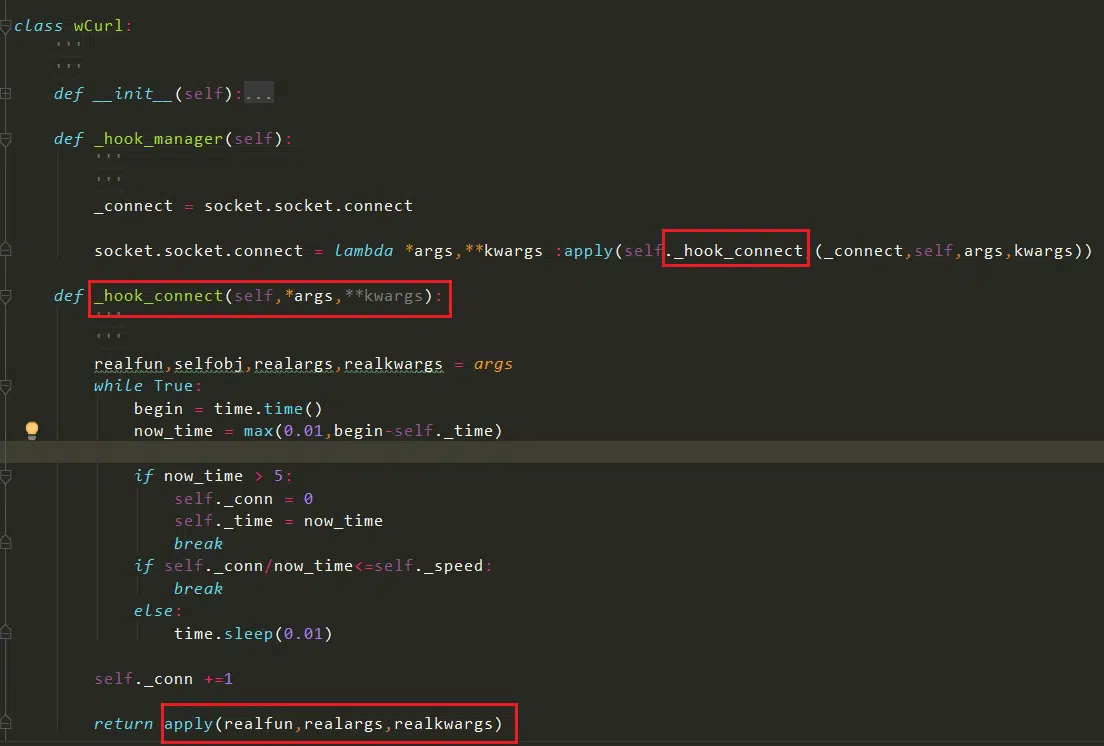 class wCurl:
'''
'''
def __init__(self):...
def _hook_manager(self):
'''
'''
_connect = socket.socket.connect
socket.socket.connect = lambda *args,**kwargs :apply(self._hook_connect,(_connect,self,args,kwargs))
def _hook_connect(self,*args,**kwargs):
'''
'''
realfun,selfobj,realargs,realkwargs = args
while True:
begin = time.time()
now_time = max(0.01,begin-self._time)
if now_time > 5:
self._conn = 0
self._time = now_time
break
if self._conn/now_time<=self._speed:
break
else:
time.sleep(0.01)
self._conn +=1
return apply(realfun,realargs,realkwargs)